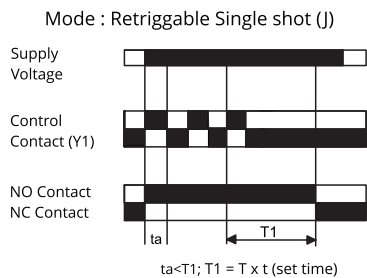 Mode : Retriggable Single shot (J)
Supply
Voltage
Control
Contact (Y1)
NO Contact
NC Contact
ta
T1
ta<T1; T1 = T x t (set time)